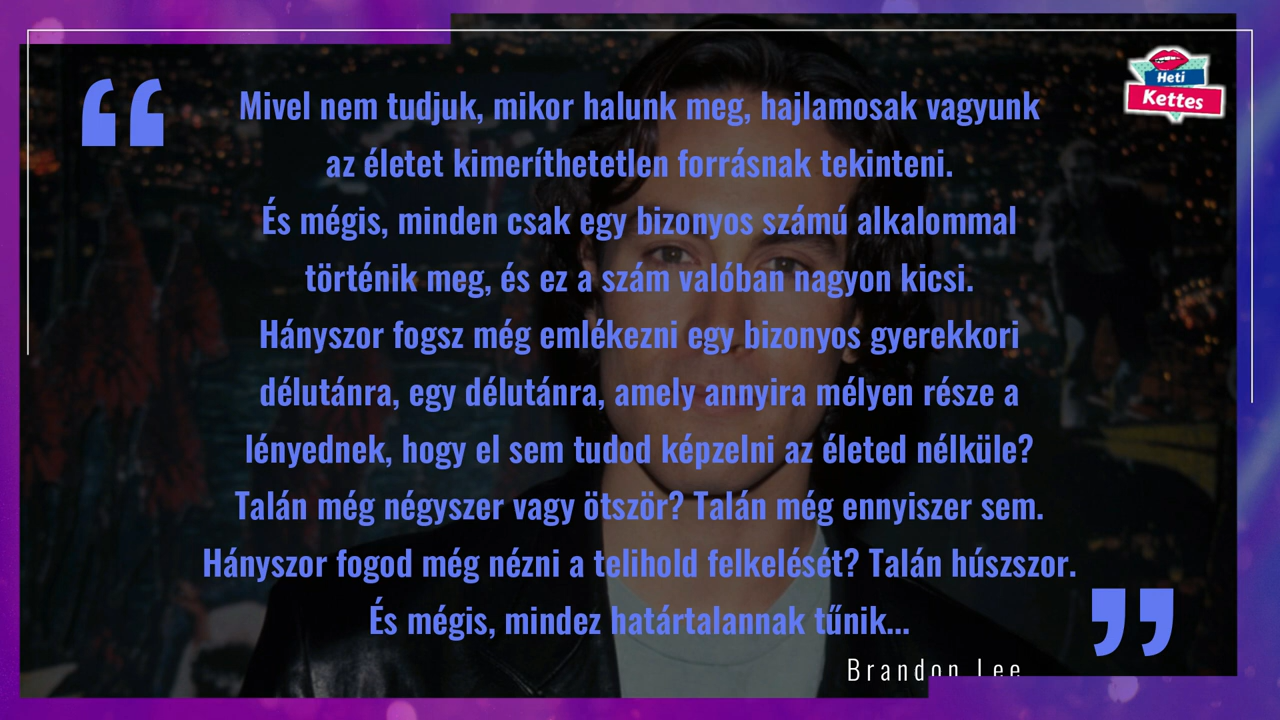 Heti
Kettes
“
Mivel nem tudjuk, mikor halunk meg, hajlamosak vagyunk
az életet kimeríthetetlen forrásnak tekinteni.
És mégis, minden csak egy bizonyos számú alkalommal
történik meg, és ez a szám valóban nagyon kicsi.
Hányszor fogsz még emlékezni egy bizonyos gyerekkori
délutánra, egy délutánra, amely annyira mélyen része a
lényednek, hogy el sem tudod képzelni az életed nélküle?
Talán még négyszer vagy ötször? Talán még ennyiszer sem.
Hányszor fogod még nézni a telihold felkelését? Talán húszszor.
És mégis, mindez határtalannak tűnik...
”
Brandon Lee